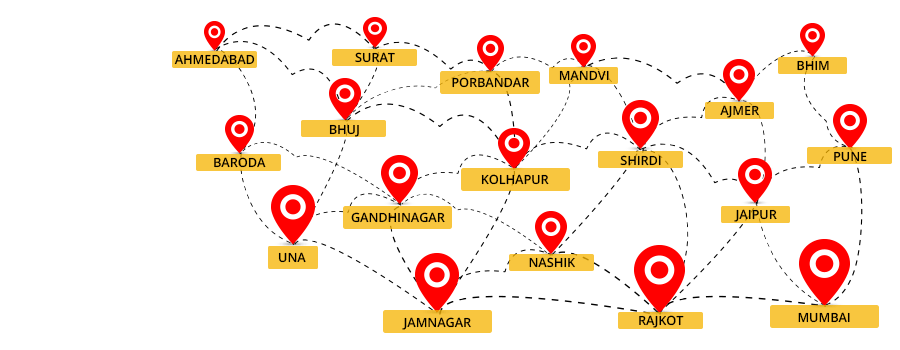 AHMEDABAD
SURAT
PORBANDAR
MANDVI
BHIM
BHUJ
AJMER
BARODA
KOLHAPUR
SHIRDI
PUNE
GANDHINAGAR
JAIPUR
UNA
NASHIK
JAMNAGAR
RAJKOT
MUMBAI